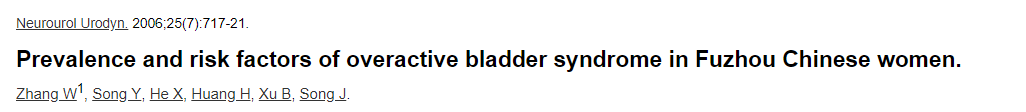 Neurourol Urodyn. 2006;25(7):717-21.
Prevalence and risk factors of overactive bladder syndrome in Fuzhou Chinese women.
Zhang W1, Song Y, He X, Huang H, Xu B, Song J.